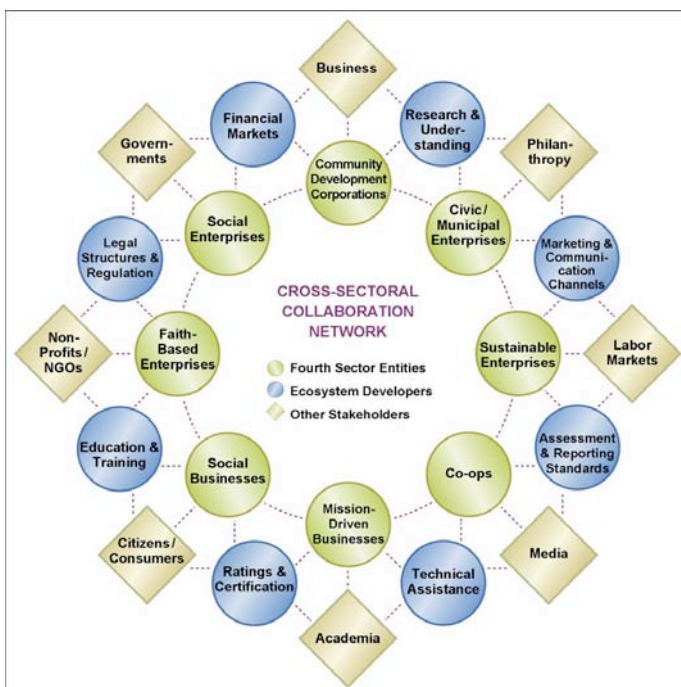 Business
Financial
Markets
Research &
Under-
standing
Govern-
ments
Philan-
thropy
Community
Development
Corporations
Social
Enterprises
Civic/
Municipal
Enterprises
Legal
Structures &
Regulation
Marketing &
Communi-
cation
Channels
CROSS-SECTORAL
COLLABORATION
NETWORK
Non-
Profits/
NGOs
Faith-
Based
Enterprises
Sustainable
Enterprises
Labor
Markets
Fourth Sector Entities
Ecosystem Developers
Other Stakeholders
Education &
Training
Social
Businesses
Co-ops
Assessment
& Reporting
Standards
Mission-
Driven
Businesses
Citizens/
Consumers
Ratings &
Certification
Technical
Assistance
Media
Academia